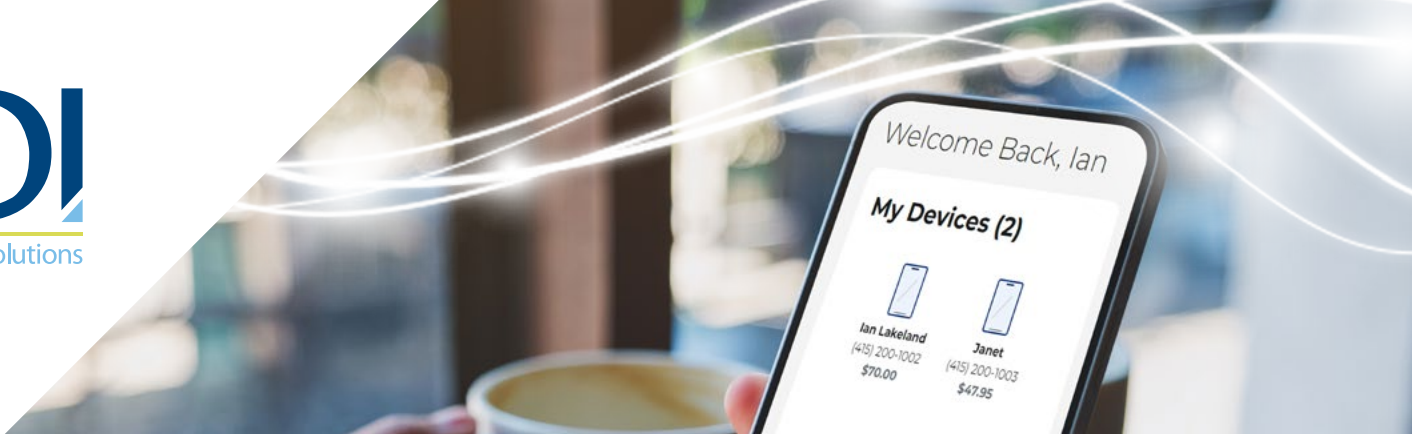 DI
olutions
Welcome Back, Ian
My Devices (2)
Ian Lakeland
(415) 200-1002
$70.00
Janet
(415) 200-1003
$47.95